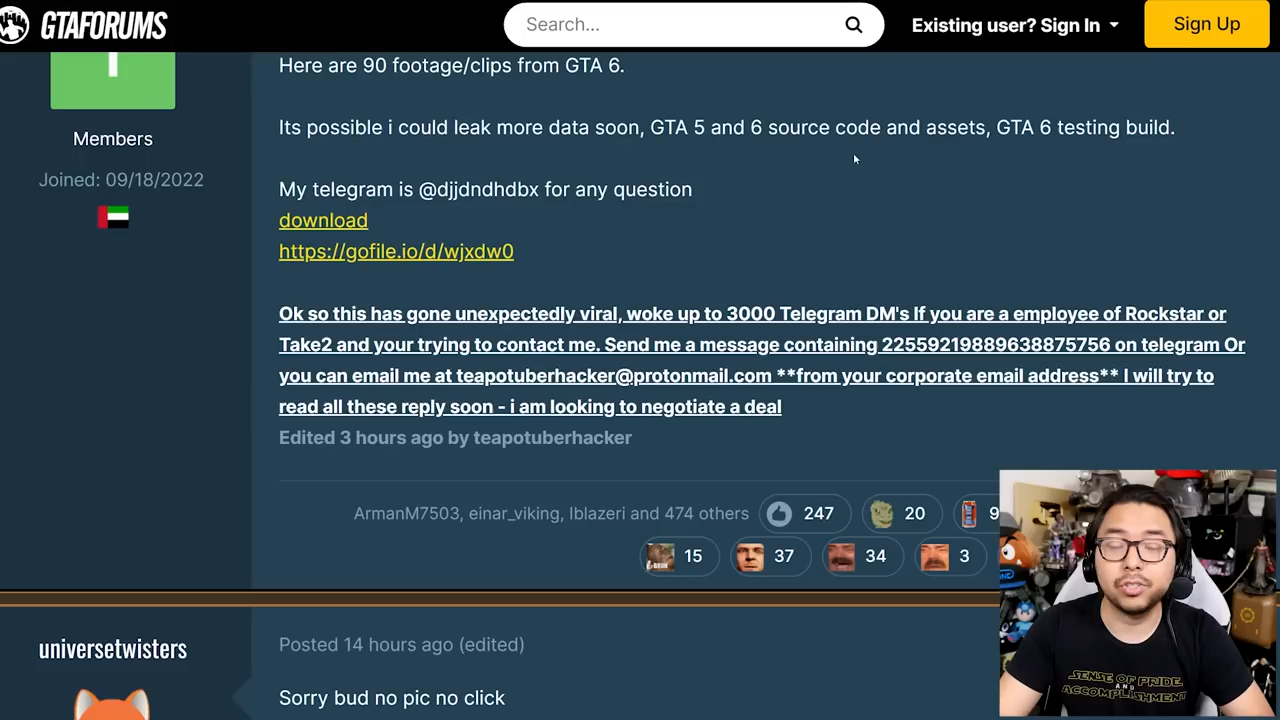 GTAFORUMS
Search...
Existing user? Sign In
Sign Up
Here are 90 footage/clips from GTA 6.
Members
Its possible i could leak more data soon, GTA 5 and 6 source code and assets, GTA 6 testing build.
Joined: 09/18/2022
My telegram is @djjdndhdbx for any question
download
https://gofile.io/d/wjxdw0
Ok so this has gone unexpectedly viral, woke up to 3000 Telegram DM's If you are a employee of Rockstar or
Take2 and your trying to contact me. Send me a message containing 22559219889638875756 on telegram Or
you can email me at teapotuberhacker@protonmail.com **from your corporate email address** I will try to
read all these reply soon - i am looking to negotiate a deal
Edited 3 hours ago by teapotuberhacker
ArmanM7503, einar_viking, Iblazeri and 474 others
247
20
9
15
37
34
3
universetwisters
Posted 14 hours ago (edited)
Sorry bud no pic no click
SENSE OF PRIDE
AND
ACCOMPLISHMENT